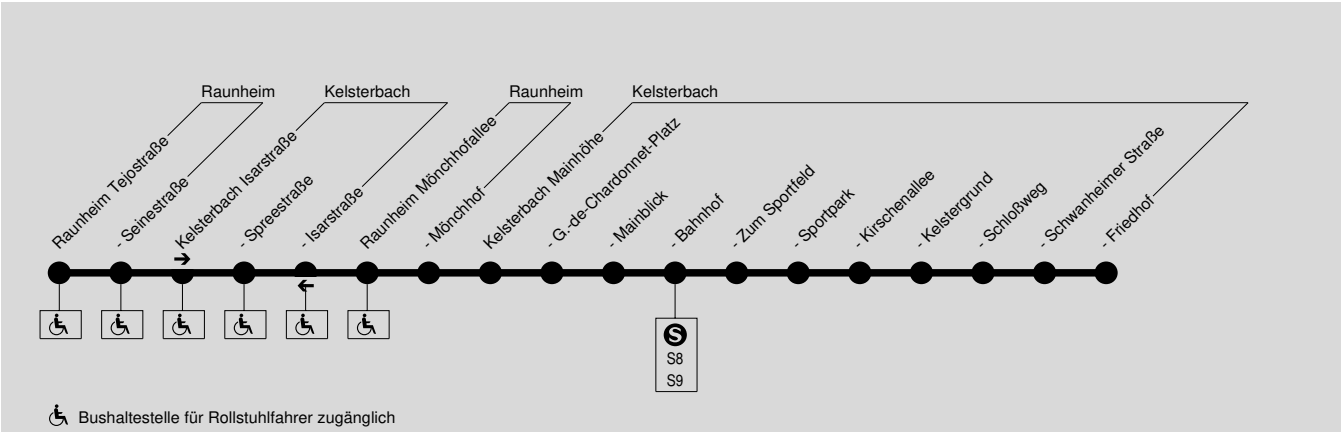 Raunheim
Kelsterbach
Raunheim
Kelsterbach
Raunheim Tejostraße
- Seinestraße
Kelsterbach Isarstraße
- Spreestraße
- Isarstraße
Raunheim Mönchhofallee
- Mönchhof
Kelsterbach Mainhöhe
- G.-de-Chardonnet-Platz
- Mainblick
- Bahnhof
- Zum Sportfeld
- Sportpark
- Kirschenallee
- Kelstergrund
- Schloßweg
- Schwanheimer Straße
- Friedhof
S
S8
S9
Bushaltestelle für Rollstuhlfahrer zugänglich